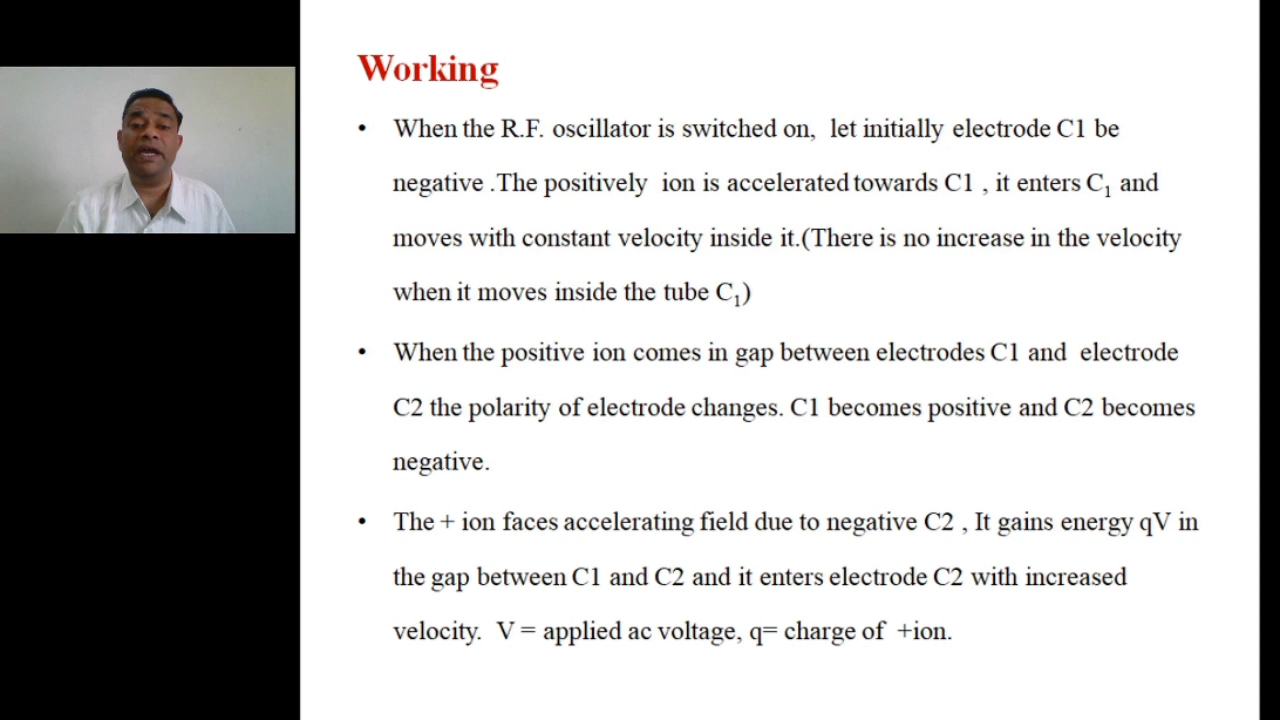 Working
• When the R.F. oscillator is switched on, let initially electrode C1 be
negative .The positively ion is accelerated towards C1 , it enters C₁ and
moves with constant velocity inside it.(There is no increase in the velocity
when it moves inside the tube C₁)
• When the positive ion comes in gap between electrodes C1 and electrode
C2 the polarity of electrode changes. C1 becomes positive and C2 becomes
negative.
• The + ion faces accelerating field due to negative C2 , It gains energy qV in
the gap between C1 and C2 and it enters electrode C2 with increased
velocity. V = applied ac voltage, q= charge of +ion.